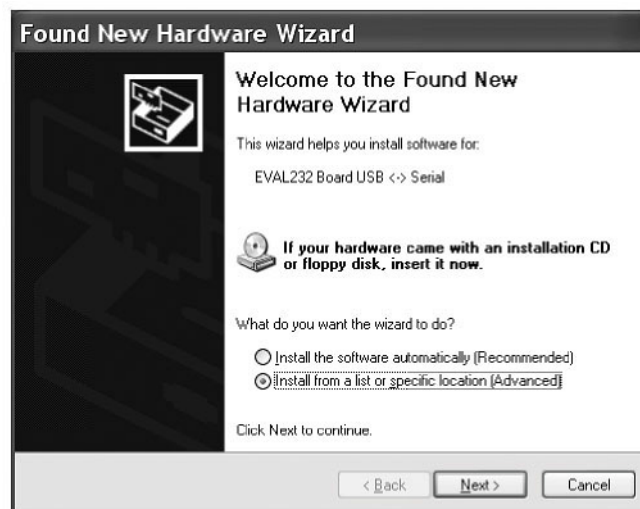 Found New Hardware Wizard
Welcome to the Found New
Hardware Wizard
This wizard helps you install software for:
EVAL232 Board USB <-> Serial
If your hardware came with an installation CD
or floppy disk, insert it now.
What do you want the wizard to do?
Install the software automatically (Recommended)
Install from a list or specific location (Advanced)
Click Next to continue.
< Back
Next >
Cancel